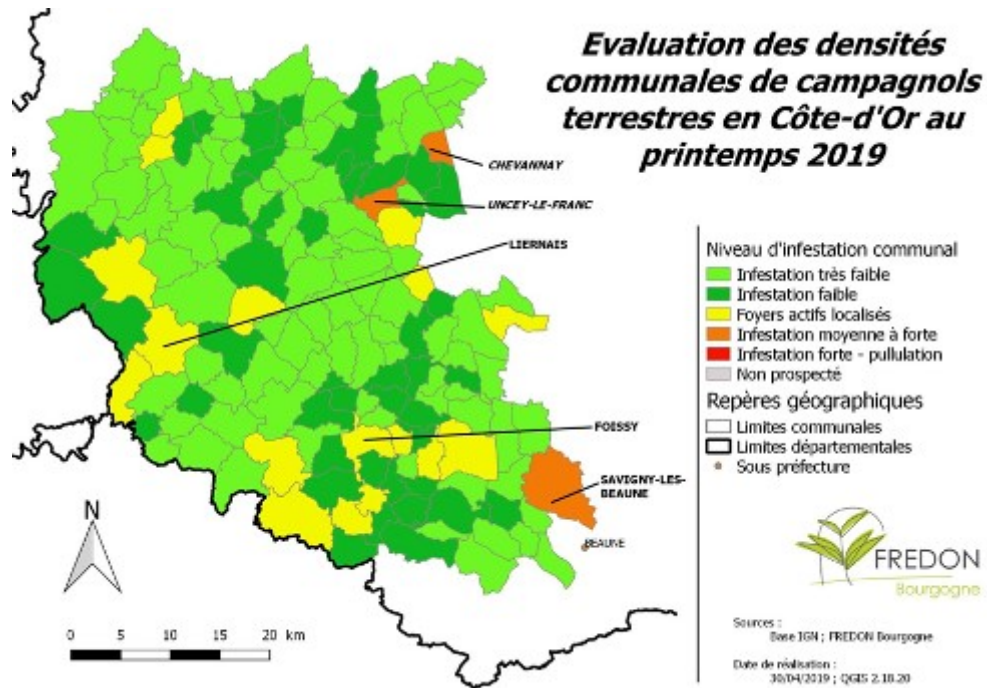 Evaluation des densités
communales de campagnols
terrestres en Côte-d'Or au
printemps 2019
CHEVANNAY
UNCEY-LE-FRANC
LIERNAIS
FOISSY
SAVIGNY-LES-
BEAUNE
BEAUNE
Niveau d'infestation communal
Infestation très faible
Infestation faible
Foyers actifs localisés
Infestation moyenne à forte
Infestation forte - pullulation
Non prospecté
Repères géographiques
Limites communales
Limites départementales
Sous préfecture
N
0 5 10 15 20 km
FREDON
Bourgogne
Sources :
Base IGN ; FREDON Bourgogne
Date de réalisation :
30/04/2019 ; QGIS 2.18.20